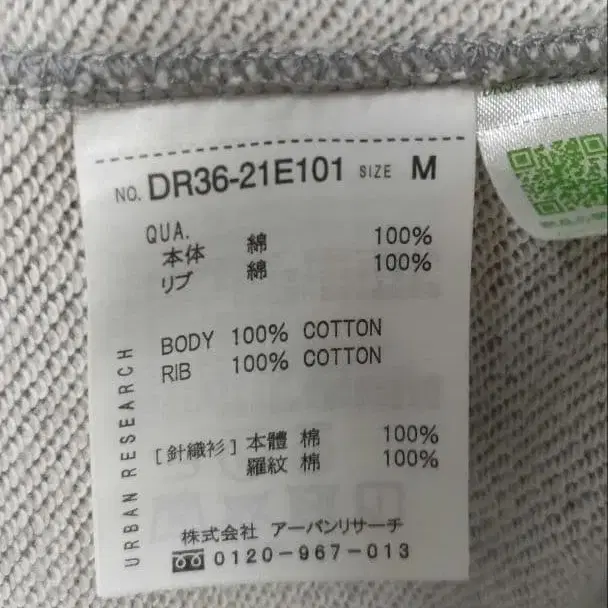 NO. DR36-21E101 SIZE M
QUA.
本体 綿 100%
リブ 綿 100%
BODY 100% COTTON
RIB 100% COTTON
[針織衫] 本體 棉 100%
羅紋 棉 100%
URBAN RESEARCH
株式会社 アーバンリサーチ
0120-967-013